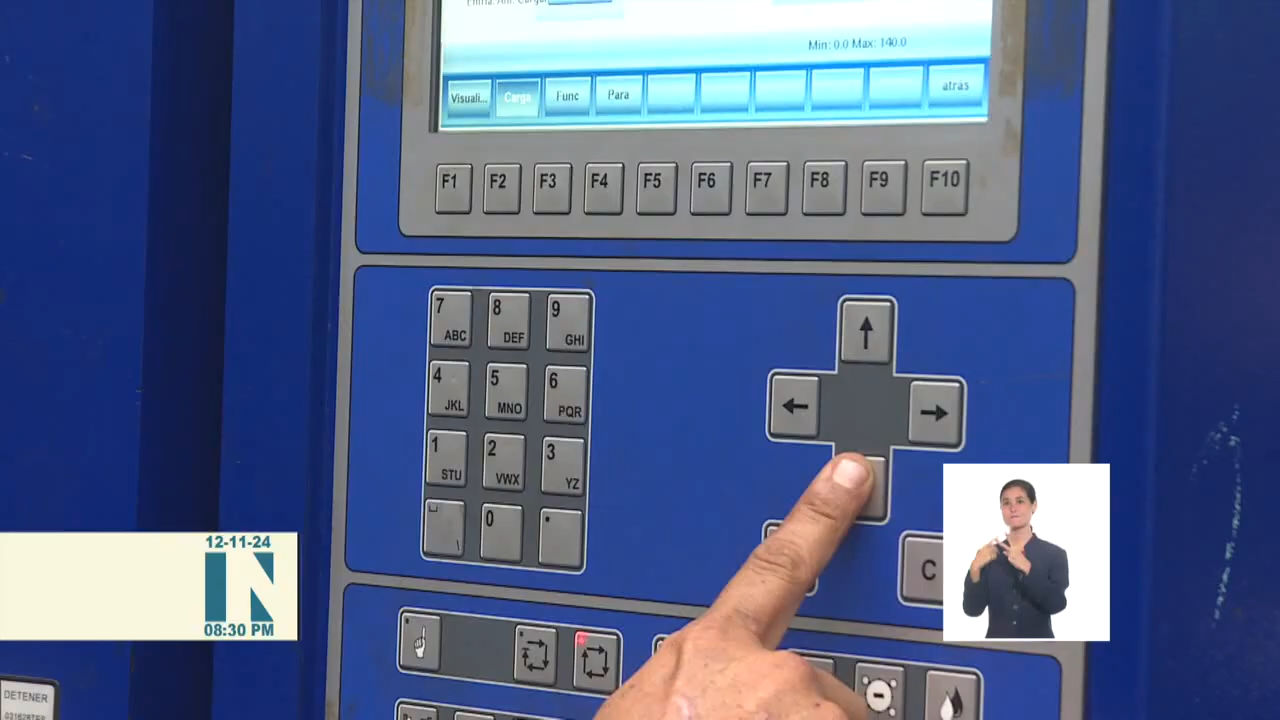 Min: 0.0 Max: 140.0
Visuali... Carga Func Para atrás
F1 F2 F3 F4 F5 F6 F7 F8 F9 F10
7 ABC 8 DEF 9 GHI
4 JKL 5 MNO 6 PQR
1 STU 2 VWX 3 YZ
0
C
12-11-24
IN
08:30 PM
DETENER